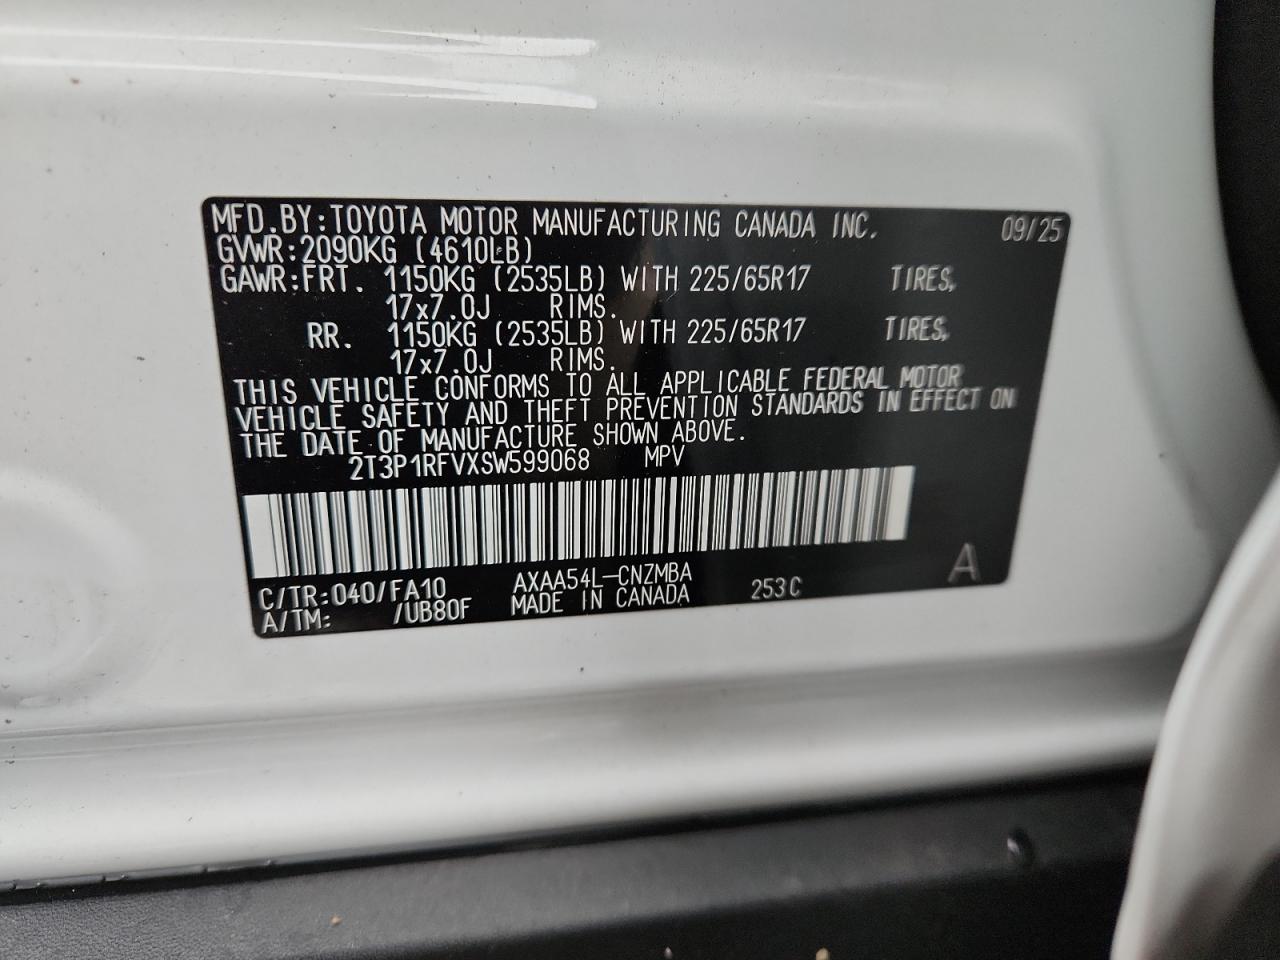 MFD.BY:TOYOTA MOTOR MANUFACTURING CANADA INC. 09/25
GVWR:2090KG (4610LB)
GAWR:FRT. 1150KG (2535LB) WITH 225/65R17 TIRES,
17x7.0J RIMS.
RR. 1150KG (2535LB) WITH 225/65R17 TIRES,
17x7.0J RIMS.
THIS VEHICLE CONFORMS TO ALL APPLICABLE FEDERAL MOTOR
VEHICLE SAFETY AND THEFT PREVENTION STANDARDS IN EFFECT ON
THE DATE OF MANUFACTURE SHOWN ABOVE.
2T3P1RFVXSW599068 MPV
C/TR:040/FA10 AXAA54L-CNZMBA 253C A
A/TM: /UB80F MADE IN CANADA